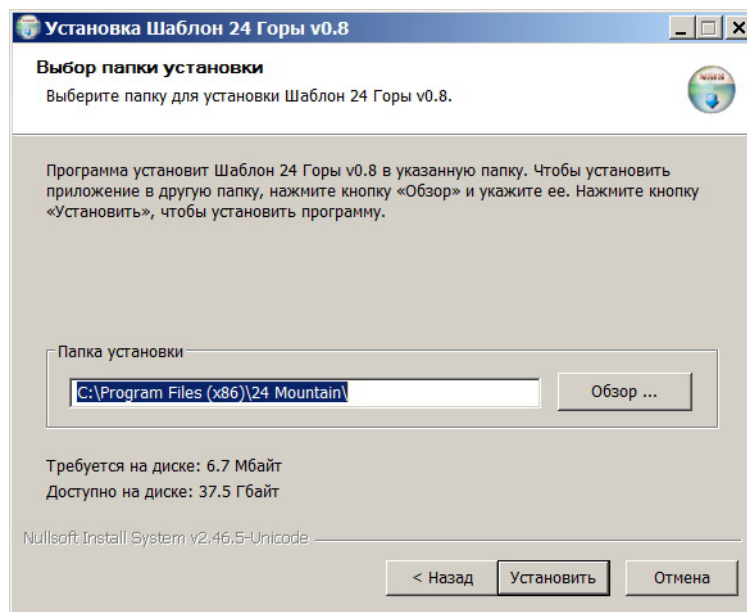 Установка Шаблон 24 Горы v0.8
Выбор папки установки
Выберите папку для установки Шаблон 24 Горы v0.8.
Программа установит Шаблон 24 Горы v0.8 в указанную папку. Чтобы установить
приложение в другую папку, нажмите кнопку «Обзор» и укажите ее. Нажмите кнопку
«Установить», чтобы установить программу.
Папка установки
C:\Program Files (x86)\24 Mountain\
Обзор ...
Требуется на диске: 6.7 Мбайт
Доступно на диске: 37.5 Гбайт
Nullsoft Install System v2.46.5-Unicode
< Назад
Установить
Отмена